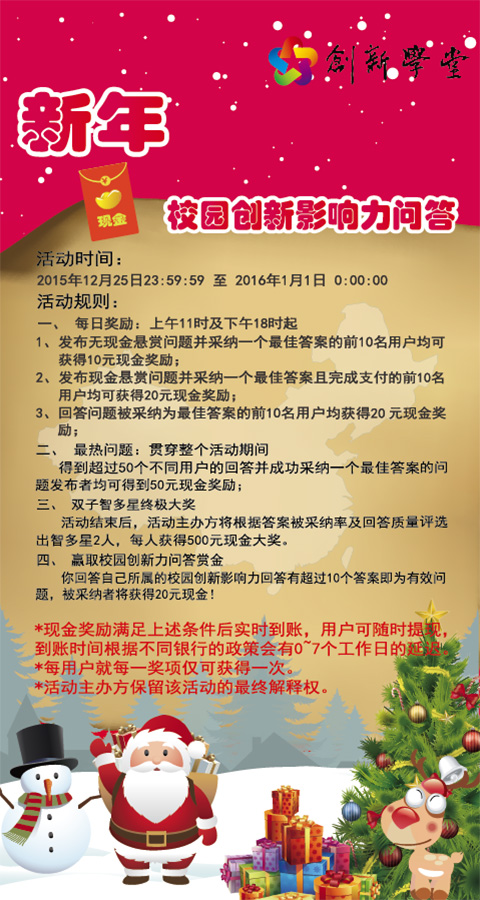 创新學堂
新年
现金
校园创新影响力问答
活动时间：
2015年12月25日23:59:59 至 2016年1月1日 0:00:00
活动规则：
一、 每日奖励：上午11时及下午18时起
1、发布无现金悬赏问题并采纳一个最佳答案的前10名用户均可
获得10元现金奖励；
2、发布现金悬赏问题并采纳一个最佳答案且完成支付的前10名
用户均可获得20元现金奖励；
3、回答问题被采纳为最佳答案的前10名用户均获得20 元现金奖
励；
二、 最热问题：贯穿整个活动期间
得到超过50个不同用户的回答并成功采纳一个最佳答案的问
题发布者均可得到50元现金奖励；
三、 双子智多星终极大奖
活动结束后，活动主办方将根据答案被采纳率及回答质量评选
出智多星2人，每人获得500元现金大奖。
四、 赢取校园创新力问答赏金
你回答自己所属的校园创新影响力回答有超过10个答案即为有效问
题，被采纳者将获得20元现金！
*现金奖励满足上述条件后实时到账，用户可随时提现，
到账时间根据不同银行的政策会有0~7个工作日的延迟。
*每用户就每一奖项仅可获得一次。
*活动主办方保留该活动的最终解释权。